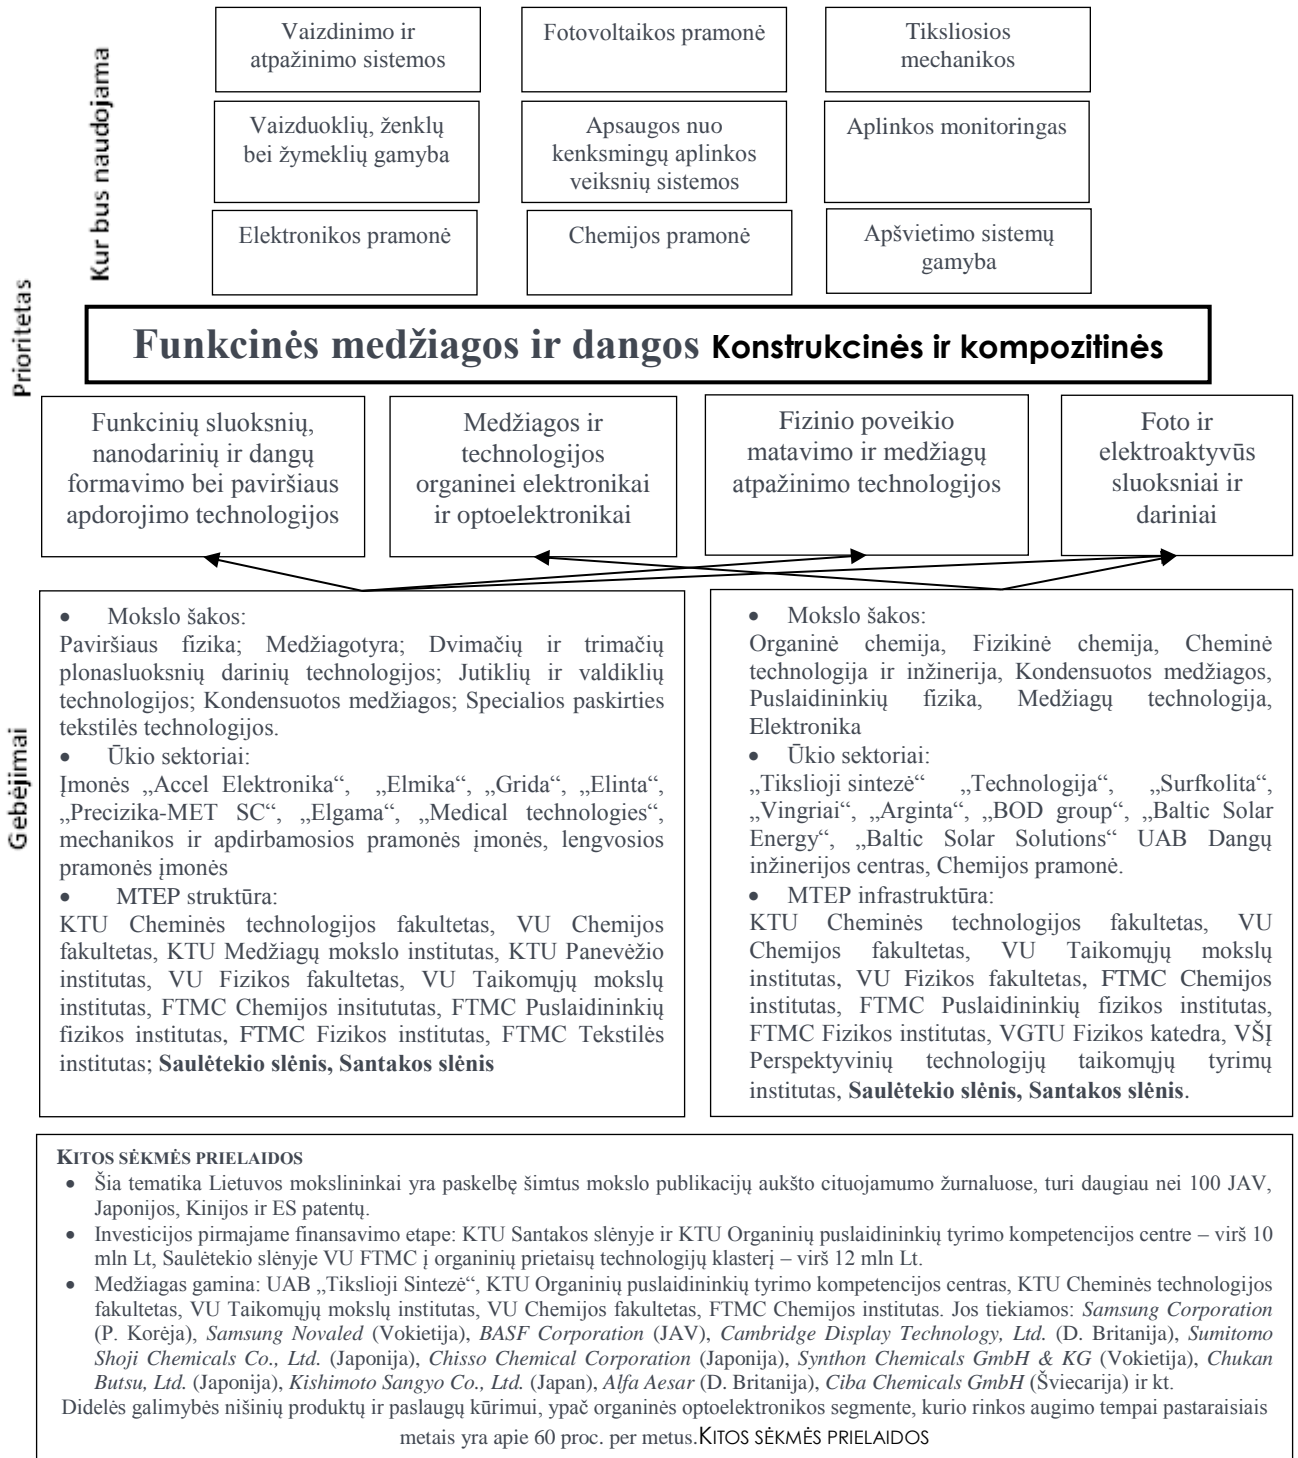 Kur bus naudojama
Vaizdinimo ir
atpažinimo sistemos
Fotovoltaikos pramonė
Tiksliosios
mechanikos
Vaizduoklių, ženklų
bei žymeklių gamyba
Apsaugos nuo
kenksmingų aplinkos
veiksnių sistemos
Aplinkos monitoringas
Elektronikos pramonė
Chemijos pramonė
Apšvietimo sistemų
gamyba
Prioritetas
Funkcinės medžiagos ir dangos Konstrukcinės ir kompozitinės
Funkcinių sluoksnių,
nanodarinių ir dangų
formavimo bei paviršiaus
apdorojimo technologijos
Medžiagos ir
technologijos
organinei elektronikai
ir optoelektronikai
Fizinio poveikio
matavimo ir medžiagų
atpažinimo technologijos
Foto ir
elektroaktyvūs
sluoksniai ir
dariniai
Gebėjimai
• Mokslo šakos:
Paviršiaus fizika; Medžiagotyra; Dvimačių ir trimačių
plonasluoksnių darinių technologijos; Jutiklių ir valdiklių
technologijos; Kondensuotos medžiagos; Specialios paskirties
tekstilės technologijos.
• Ūkio sektoriai:
Įmonės „Accel Elektronika“, „Elmika“, „Grida“, „Elinta“,
„Precizika-MET SC“, „Elgama“, „Medical technologies“,
mechanikos ir apdirbamosios pramonės įmonės, lengvosios
pramonės įmonės
• MTEP struktūra:
KTU Cheminės technologijos fakultetas, VU Chemijos
fakultetas, KTU Medžiagų mokslo institutas, KTU Panevėžio
institutas, VU Fizikos fakultetas, VU Taikomųjų mokslų
institutas, FTMC Chemijos insitututas, FTMC Puslaidininkių
fizikos institutas, FTMC Fizikos institutas, FTMC Tekstilės
institutas; Saulėtekio slėnis, Santakos slėnis
• Mokslo šakos:
Organinė chemija, Fizikinė chemija, Cheminė
technologija ir inžinerija, Kondensuotos medžiagos,
Puslaidininkių fizika, Medžiagų technologija,
Elektronika
• Ūkio sektoriai:
„Tikslioji sintezė“ „Technologija“, „Surfkolita“,
„Vingriai“, „Arginta“, „BOD group“, „Baltic Solar
Energy“, „Baltic Solar Solutions“ UAB Dangų
inžinerijos centras, Chemijos pramonė.
• MTEP infrastruktūra:
KTU Cheminės technologijos fakultetas, VU
Chemijos fakultetas, VU Taikomųjų mokslų
institutas, VU Fizikos fakultetas, FTMC Chemijos
institutas, FTMC Puslaidininkių fizikos institutas,
FTMC Fizikos institutas, VGTU Fizikos katedra, VŠĮ
Perspektyvinių technologijų taikomųjų tyrimų
institutas, Saulėtekio slėnis, Santakos slėnis.
KITOS SĖKMĖS PRIELAIDOS
• Šia tematika Lietuvos mokslininkai yra paskelbę šimtus mokslo publikacijų aukšto cituojamumo žurnaluose, turi daugiau nei 100 JAV,
Japonijos, Kinijos ir ES patentų.
• Investicijos pirmajame finansavimo etape: KTU Santakos slėnyje ir KTU Organinių puslaidininkių tyrimo kompetencijos centre – virš 10
mln Lt, Saulėtekio slėnyje VU FTMC į organinių prietaisų technologijų klasterį – virš 12 mln Lt.
• Medžiagas gamina: UAB „Tikslioji Sintezė“, KTU Organinių puslaidininkių tyrimo kompetencijos centras, KTU Cheminės technologijos
fakultetas, VU Taikomųjų mokslų institutas, VU Chemijos fakultetas, FTMC Chemijos institutas. Jos tiekiamos: Samsung Corporation
(P. Korėja), Samsung Novaled (Vokietija), BASF Corporation (JAV), Cambridge Display Technology, Ltd. (D. Britanija), Sumitomo
Shoji Chemicals Co., Ltd. (Japonija), Chisso Chemical Corporation (Japonija), Synthon Chemicals GmbH & KG (Vokietija), Chukan
Butsu, Ltd. (Japonija), Kishimoto Sangyo Co., Ltd. (Japan), Alfa Aesar (D. Britanija), Ciba Chemicals GmbH (Šviecarija) ir kt.
Didelės galimybės nišinių produktų ir paslaugų kūrimui, ypač organinės optoelektronikos segmente, kurio rinkos augimo tempai pastaraisiais
metais yra apie 60 proc. per metus.KITOS SĖKMĖS PRIELAIDOS